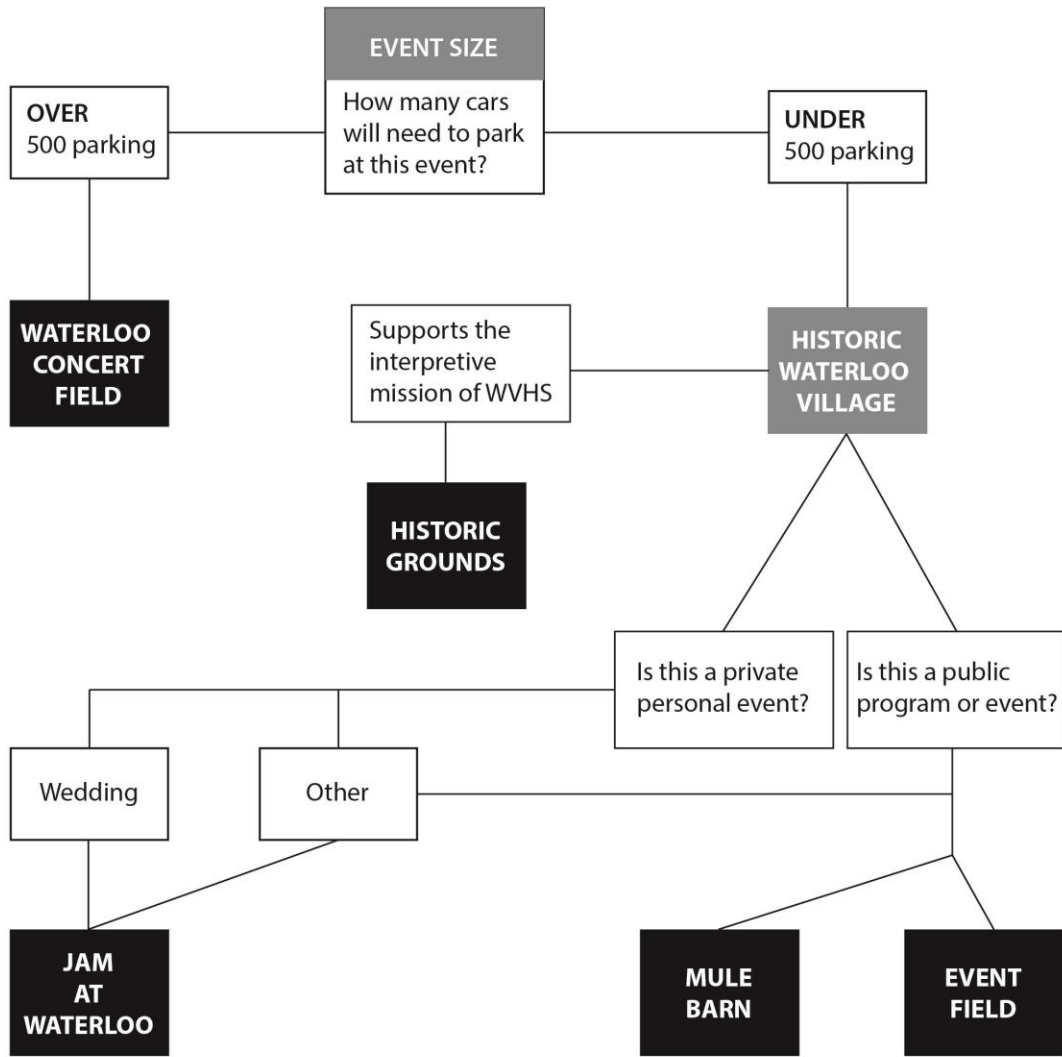 EVENT SIZE
How many cars
will need to park
at this event?
OVER
500 parking
UNDER
500 parking
WATERLOO
CONCERT
FIELD
Supports the
interpretive
mission of WVHS
HISTORIC
WATERLOO
VILLAGE
HISTORIC
GROUNDS
Is this a private
personal event?
Is this a public
program or event?
Wedding
Other
JAM
AT
WATERLOO
MULE
BARN
EVENT
FIELD